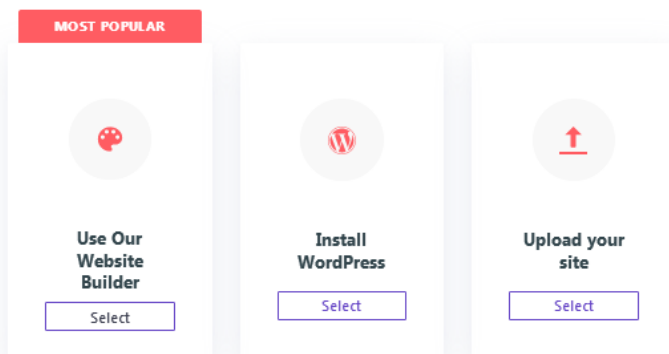 MOST POPULAR
Use Our
Website
Builder
Select
Install
WordPress
Select
Upload your
site
Select